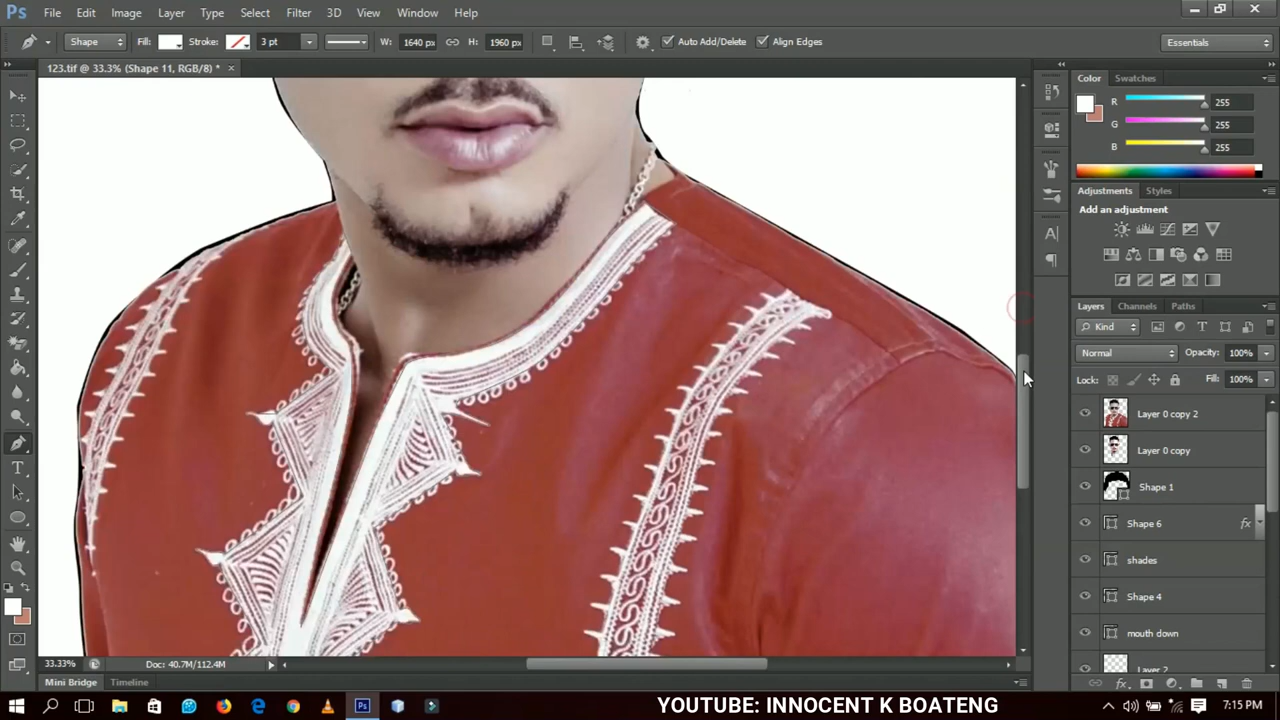 Ps File Edit Image Layer Type Select Filter 3D View Window Help
Shape Fill: Stroke: 3 pt W: 1640 px H: 1960 px Auto Add/Delete Align Edges Essentials
123.tif @ 33.3% (Shape 11, RGB/8) * ×
Color Swatches
R 255
G 255
B 255
Adjustments Styles
Add an adjustment
Layers Channels Paths
Kind
Normal Opacity: 100%
Lock: Fill: 100%
Layer 0 copy 2
Layer 0 copy
Shape 1
Shape 6 fx
shades
Shape 4
mouth down
Layer 2
33.33% Doc: 40.7M/112.4M
Mini Bridge Timeline
YOUTUBE: INNOCENT K BOATENG
7:15 PM